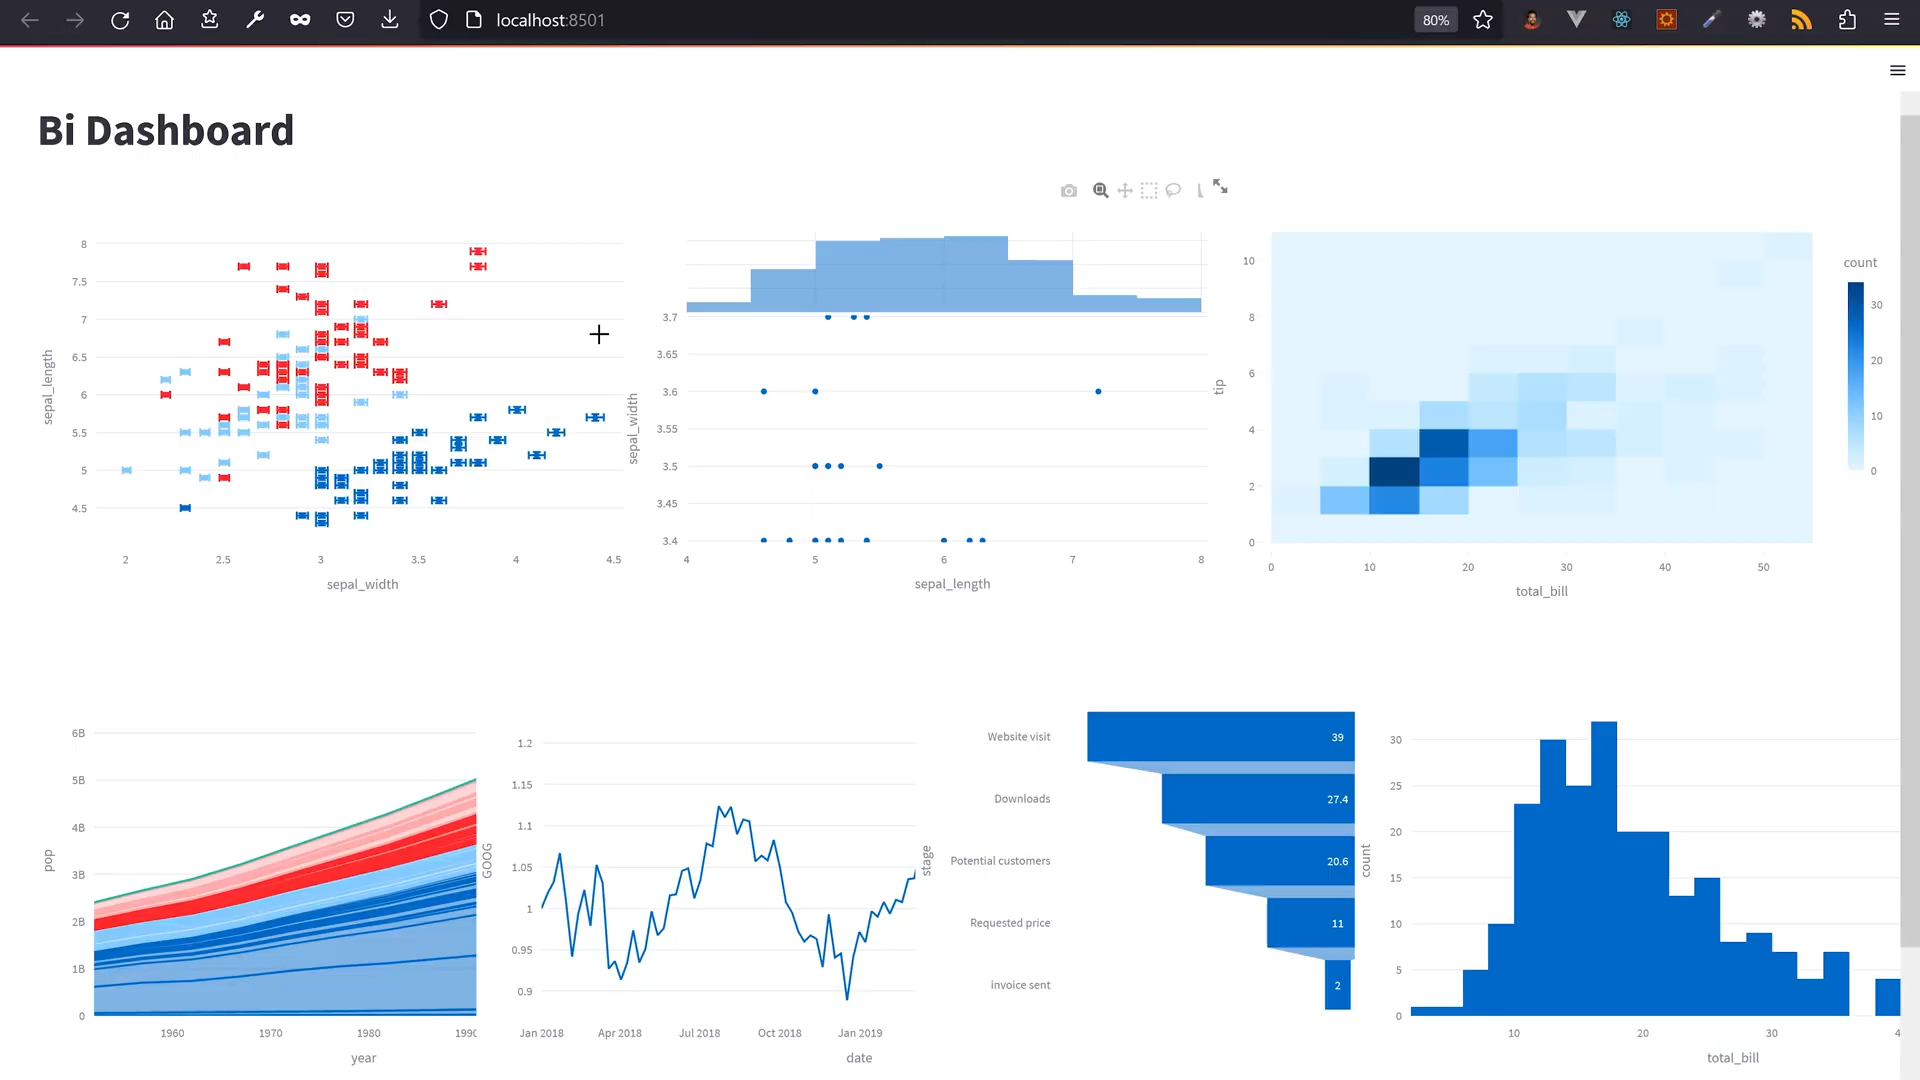 localhost:8501
80%
Bi Dashboard
8
7.5
7
6.5
6
5.5
5
4.5
sepal_length
2
2.5
3
3.5
4
4.5
sepal_width
3.7
3.65
3.6
3.55
3.5
3.45
3.4
sepal_width
4
5
6
7
8
sepal_length
10
8
6
4
2
0
tip
0
10
20
30
40
50
total_bill
count
30
20
10
0
6B
5B
4B
3B
2B
1B
0
pop
1960
1970
1980
1990
year
1.2
1.15
1.1
1.05
1
0.95
0.9
GOOG
Jan 2018
Apr 2018
Jul 2018
Oct 2018
Jan 2019
date
stage
Website visit
39
Downloads
27.4
Potential customers
20.6
Requested price
11
invoice sent
2
30
25
20
15
10
5
0
count
10
20
30
4
total_bill